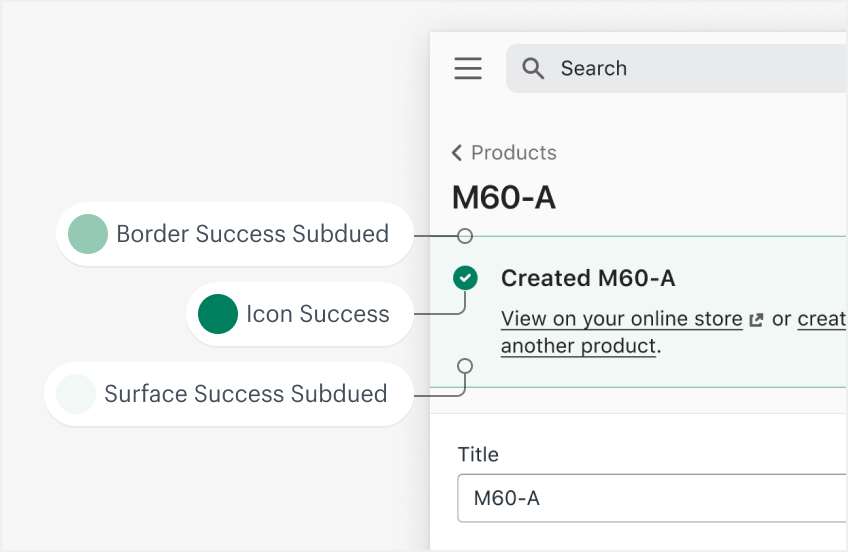 Search
Products
M60-A
Border Success Subdued
Created M60-A
Icon Success
View on your online store or creat
another product.
Surface Success Subdued
Title
M60-A